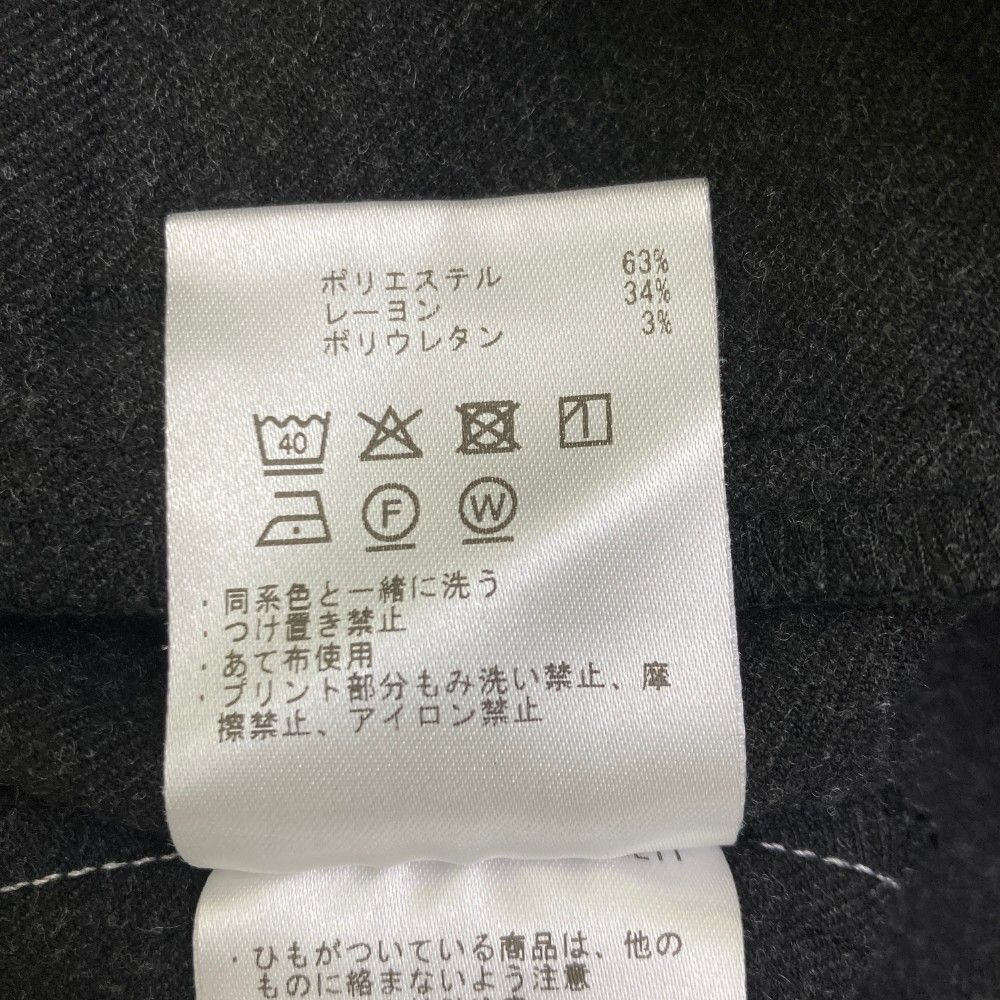 ポリエステル 63%
レーヨン 34%
ポリウレタン 3%
40
F W
・同系色と一緒に洗う
・つけ置き禁止
・あて布使用
・プリント部分もみ洗い禁止、摩
擦禁止、アイロン禁止
・ひもがついている商品は、他の
ものに絡まないよう注意